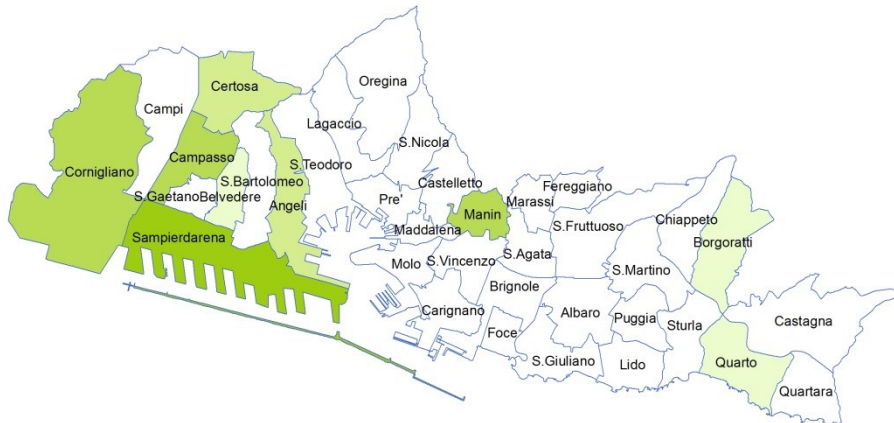 Oregina
Certosa
Campi
Lagaccio
S.Nicola
Campasso
Cornigliano
S.Teodoro
S.Bartolomeo
Castelletto
Fereggiano
S.Gaetano
Belvedere
Pre'
Marassi
Angeli
Manin
Chiappeto
Maddalena
S.Fruttuoso
Sampierdarena
Borgoratti
S.Agata
Molo
S.Vincenzo
S.Martino
Brignole
Carignano
Albaro
Puggia
Castagna
Sturla
Foce
S.Giuliano
Lido
Quarto
Quartara